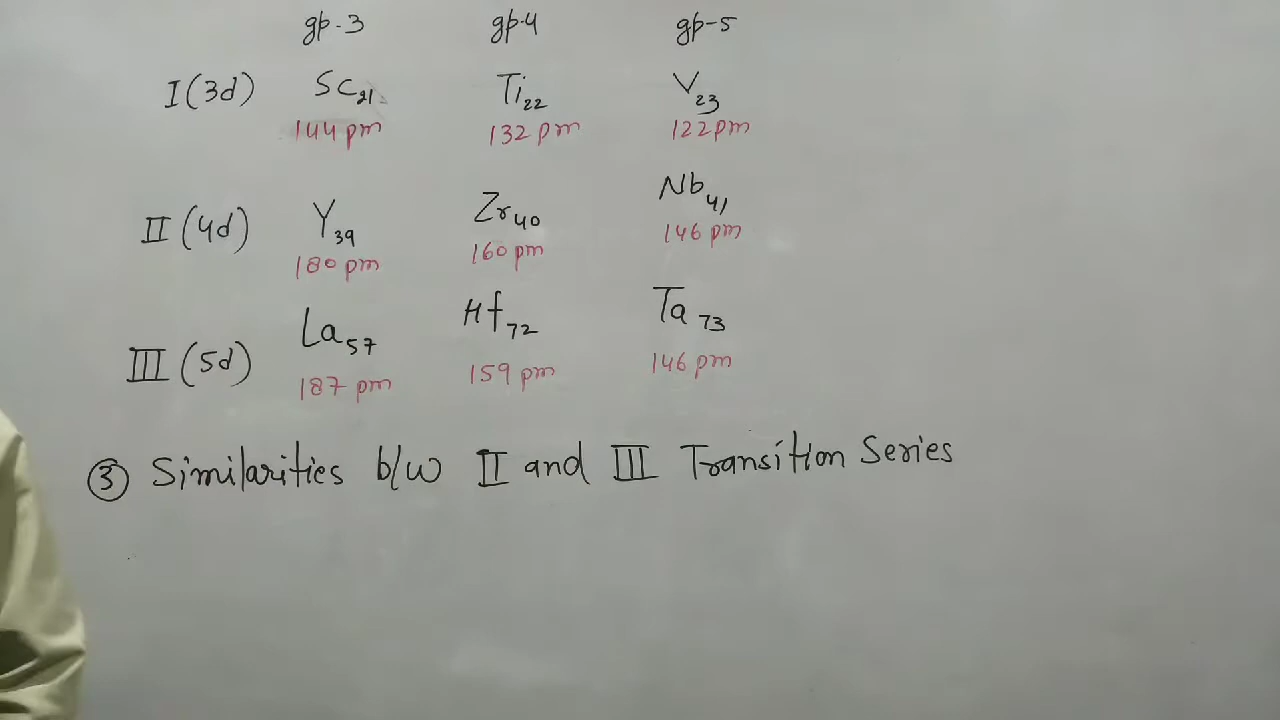 gp-3 gp-4 gp-5
I (3d) Sc21 Ti22 V23
144 pm 132 pm 122 pm
II (4d) Y39 Zr40 Nb41
180 pm 160 pm 146 pm
III (5d) La57 Hf72 Ta73
187 pm 159 pm 146 pm
③ Similarities b/w II and III Transition Series